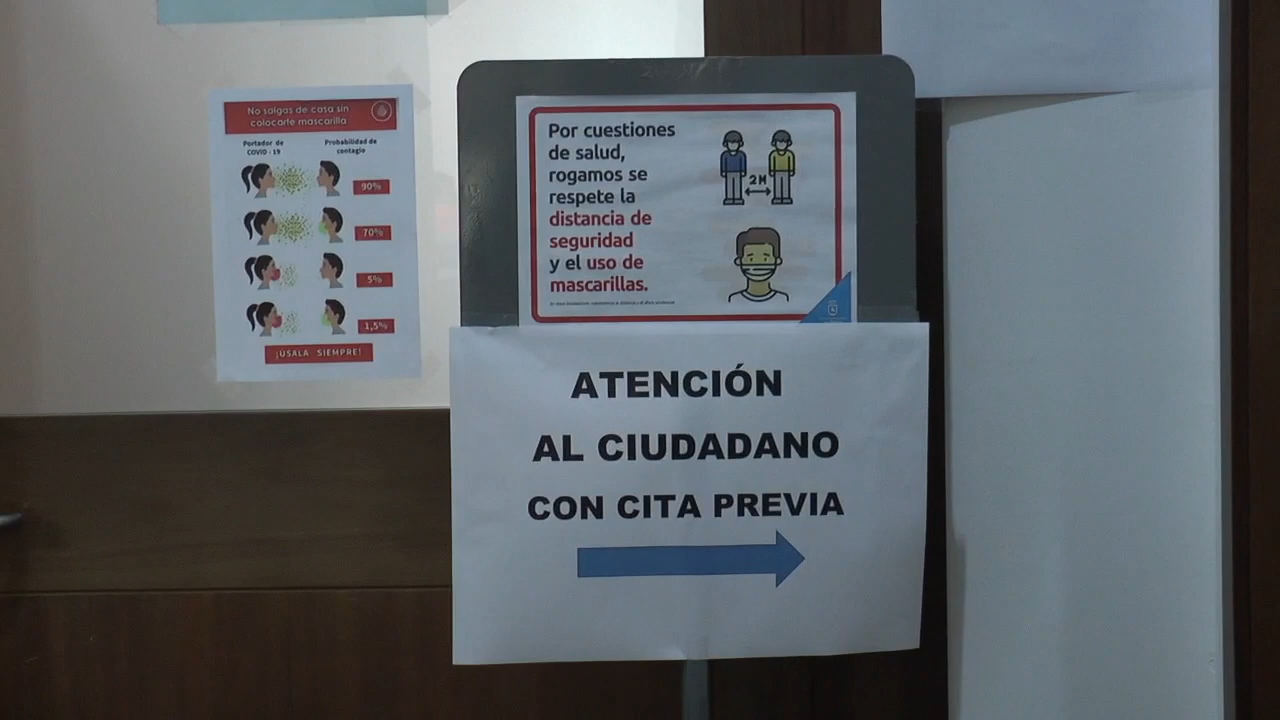 No salgas de casa sin
colocarte mascarilla
Portador de
COVID - 19
Probabilidad de
contagio
90%
70%
5%
1,5%
¡USALA SIEMPRE!
Por cuestiones
de salud,
rogamos se
respete la
distancia de
seguridad
y el uso de
mascarillas.
2M
ATENCIÓN
AL CIUDADANO
CON CITA PREVIA